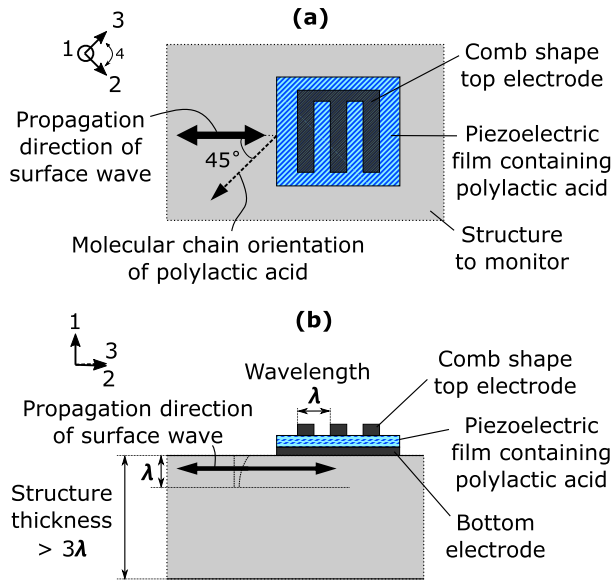 (a)
3
1
4
2
Comb shape
top electrode
Propagation
direction of
surface wave
45°
Piezoelectric
film containing
polylactic acid
Molecular chain orientation
of polylactic acid
Structure
to monitor
(b)
1
3
2
Wavelength
λ
Comb shape
top electrode
Propagation direction
of surface wave
Piezoelectric
film containing
polylactic acid
λ
Structure
thickness
> 3λ
Bottom
electrode